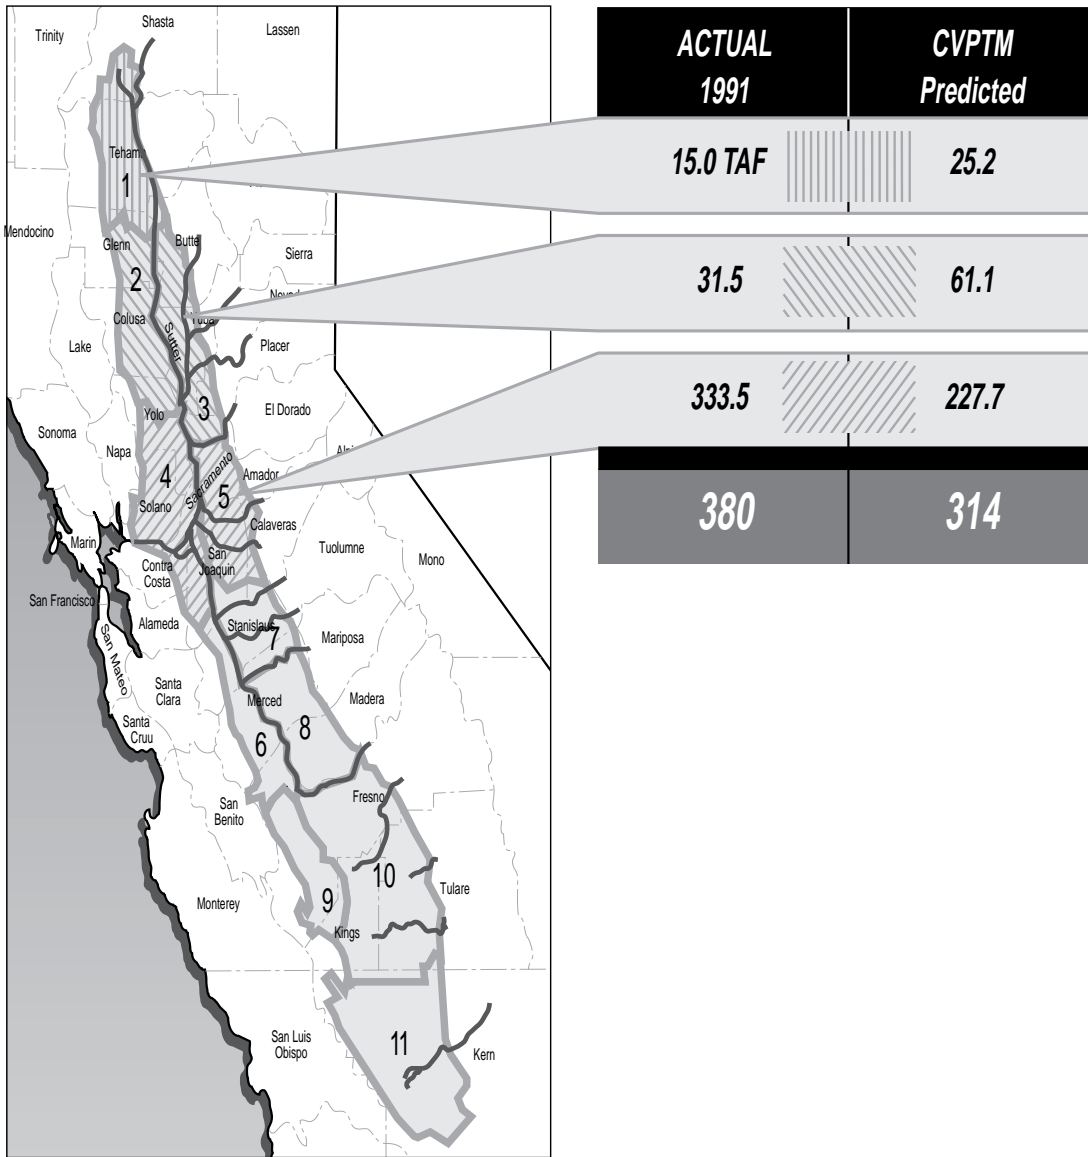 Shasta
Trinity
Lassen
Tehama
1
Mendocino
Glenn
Butte
Sierra
2
Colusa
Sutter
Lake
Placer
Yolo
3
El Dorado
Sonoma
Napa
4
Sacramento
5
Amador
Solano
Calaveras
Marin
Contra
Costa
San
Joaquin
Tuolumne
Mono
San Francisco
Alameda
Stanislaus
7
Mariposa
San Mateo
Santa
Clara
Merced
Madera
Santa
Cruu
6
8
San
Benito
Fresno
10
9
Tulare
Monterey
Kings
11
San Luis
Obispo
Kern
ACTUAL
1991
CVPTM
Predicted
15.0 TAF
25.2
31.5
61.1
333.5
227.7
380
314